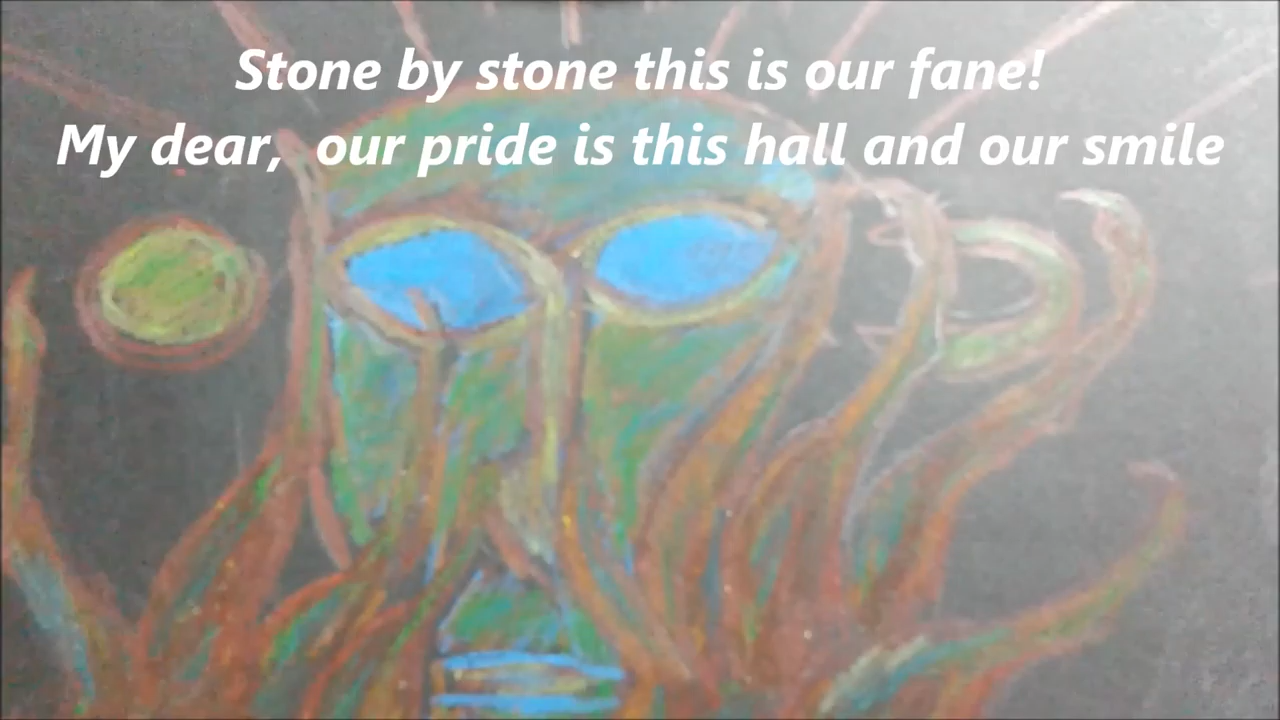 Stone by stone this is our fane!
My dear,  our pride is this hall and our smile